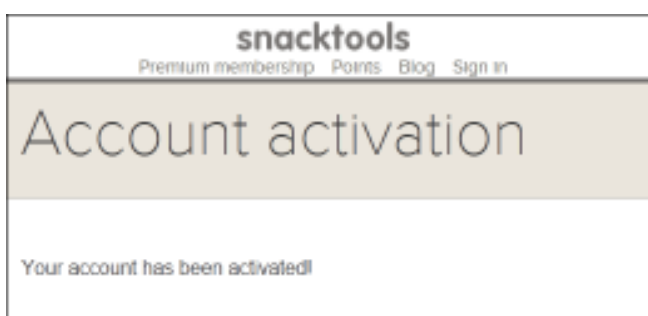 snacktools
Premium membership Points Blog Sign in
Account activation
Your account has been activated!